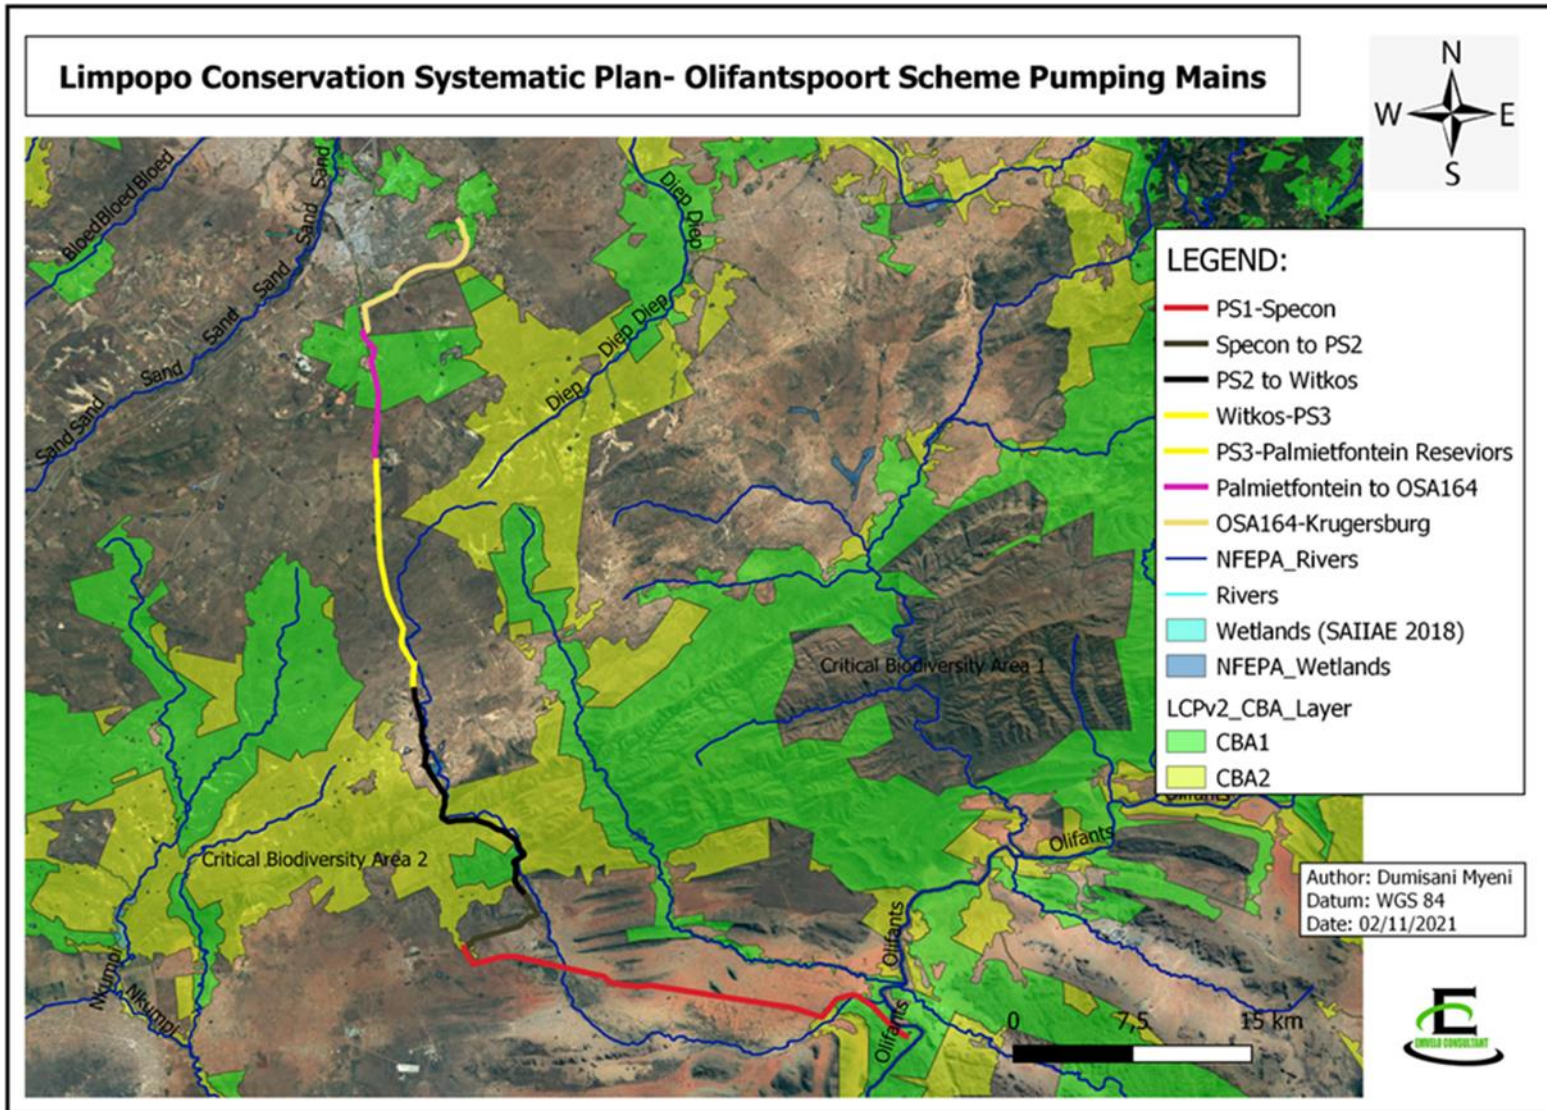 Limpopo Conservation Systematic Plan- Olifantspoort Scheme Pumping Mains
N
W E
S
Bloed Bloed Bloed
Sand
Sand
Sand
Sand
Sand
Sand Sand
Diep Diep
Diep Diep
Diep
LEGEND:
PS1-Specon
Specon to PS2
PS2 to Witkos
Witkos-PS3
PS3-Palmietfontein Reseviors
Palmietfontein to OSA164
OSA164-Krugersburg
NFEPA_Rivers
Rivers
Wetlands (SAIIAE 2018)
NFEPA_Wetlands
LCPv2_CBA_Layer
CBA1
CBA2
Critical Biodiversity Area 1
Critical Biodiversity Area 2
Olifants
Olifants
Olifants
Olifants
Nkumpi
Nkumpi
0 7,5 15 km
Author: Dumisani Myeni
Datum: WGS 84
Date: 02/11/2021
E
EMVELO CONSULTANT